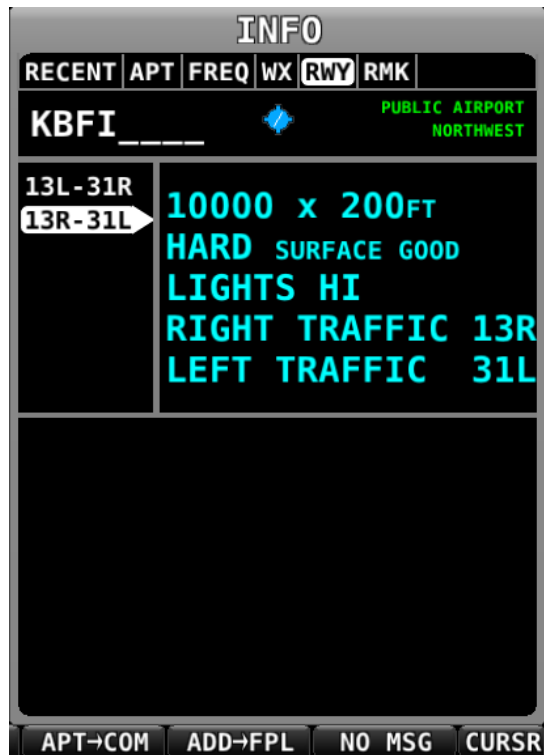 INFO
RECENT APT FREQ WX RWY RMK
KBFI____
PUBLIC AIRPORT
NORTHWEST
13L-31R
13R-31L
10000 x 200FT
HARD SURFACE GOOD
LIGHTS HI
RIGHT TRAFFIC 13R
LEFT TRAFFIC 31L
APT→COM ADD→FPL NO MSG CURSR